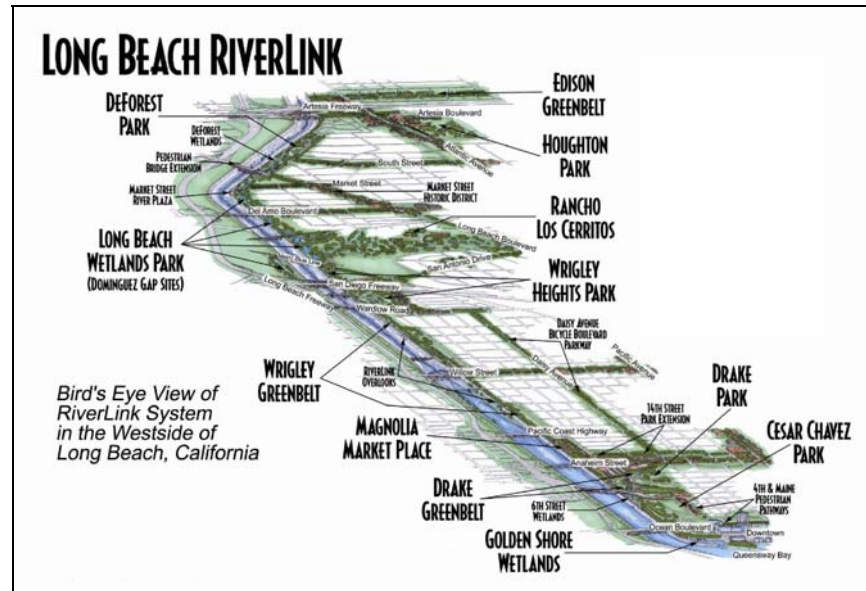 LONG BEACH RIVERLINK
EDISON
GREENBELT
DEFOREST
PARK
Artesia Freeway
Artesia Boulevard
DEFOREST
WETLANDS
HOUGHTON
PARK
Atlantic Avenue
PEDESTRIAN
BRIDGE EXTENSION
South Street
MARKET STREET
RIVER PLAZA
Market Street
MARKET STREET
HISTORIC DISTRICT
Del Amo Boulevard
RANCHO
LOS CERRITOS
Long Beach Boulevard
LONG BEACH
WETLANDS PARK
(DOMINGUEZ GAP SITES)
San Antonio Drive
WRIGLEY
HEIGHTS PARK
San Diego Freeway
Long Beach Freeway
Wardlow Road
DAISY AVENUE
BICYCLE BOULEVARD
PARKWAY
Pacific Avenue
Daisy Avenue
WRIGLEY
GREENBELT
RIVERLINK
OVERLOOKS
Willow Street
DRAKE
PARK
Bird's Eye View of
RiverLink System
in the Westside of
Long Beach, California
14TH STREET
PARK EXTENSION
MAGNOLIA
MARKET PLACE
Pacific Coast Highway
CESAR CHAVEZ
PARK
Anaheim Street
DRAKE
GREENBELT
4TH & MAINE
PEDESTRIAN
PATHWAYS
6TH STREET
WETLANDS
Ocean Boulevard
Downtown
GOLDEN SHORE
WETLANDS
Queensway Bay